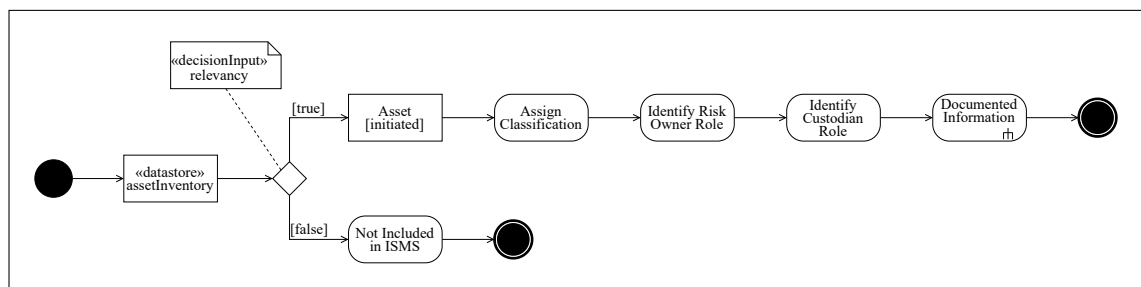 «decisionInput»
relevancy
[true]
Asset
[initiated]
Assign
Classification
Identify Risk
Owner Role
Identify
Custodian
Role
Documented
Information
«datastore»
assetInventory
[false]
Not Included
in ISMS